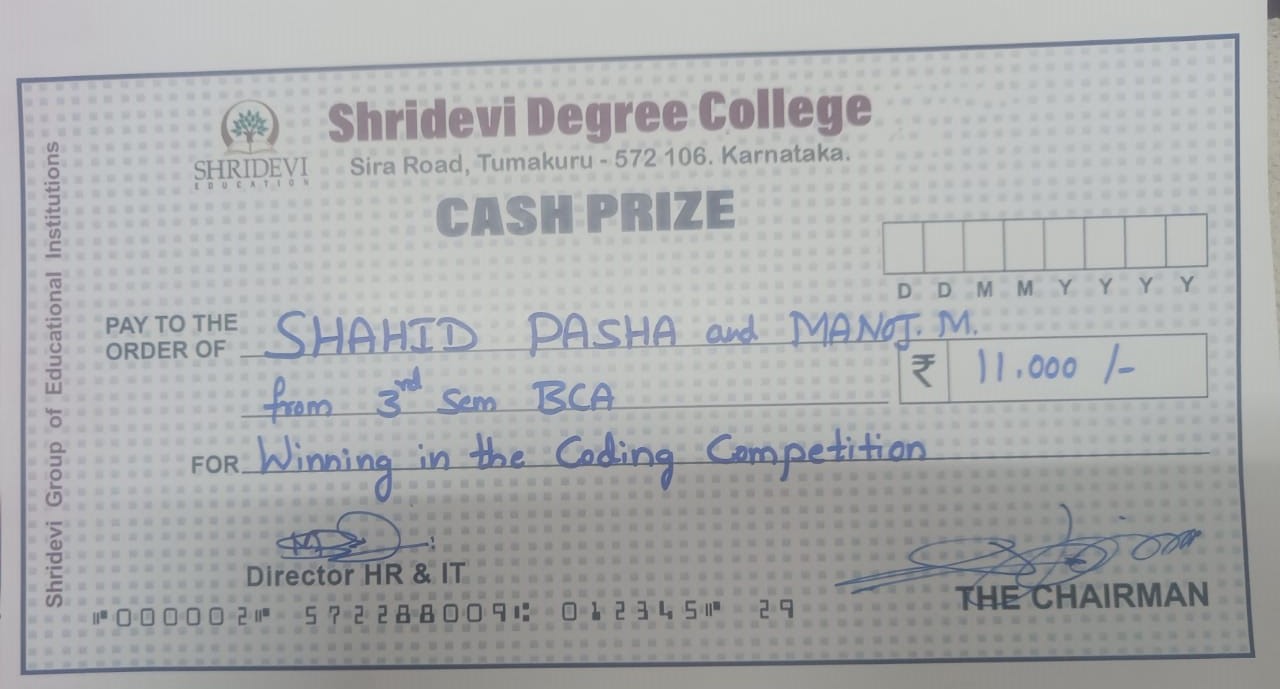 Shridevi Group of Educational Institutions
SHRIDEVI
EDUCATION
Shridevi Degree College
Sira Road, Tumakuru - 572 106. Karnataka.
CASH PRIZE
D D M M Y Y Y Y
PAY TO THE
ORDER OF SHAHID PASHA and MANOJ. M.
from 3rd Sem BCA
₹ 11.000 /-
FOR Winning in the Coding Competition
Director HR & IT
THE CHAIRMAN
⑈000002⑈ 572288009⑆ 012345⑈ 29